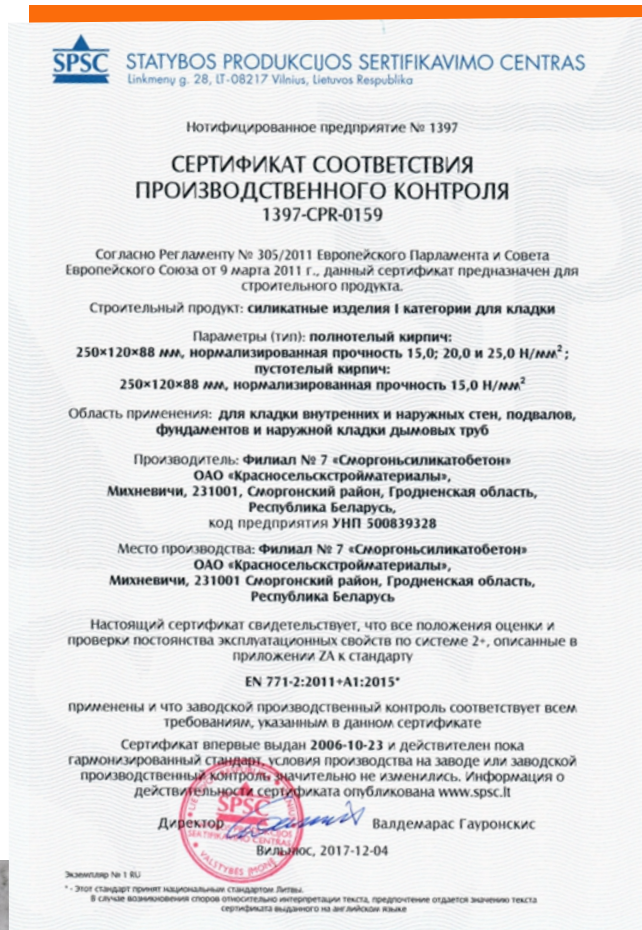 SPSC STATYBOS PRODUKCIJOS SERTIFIKAVIMO CENTRAS
Linkmenų g. 28, LT-08217 Vilnius, Lietuvos Respublika
Нотифицированное предприятие № 1397
СЕРТИФИКАТ СООТВЕТСТВИЯ
ПРОИЗВОДСТВЕННОГО КОНТРОЛЯ
1397-CPR-0159
Согласно Регламенту № 305/2011 Европейского Парламента и Совета
Европейского Союза от 9 марта 2011 г., данный сертификат предназначен для
строительного продукта.
Строительный продукт: силикатные изделия I категории для кладки
Параметры (тип): полнотелый кирпич:
250×120×88 мм, нормализированная прочность 15,0; 20,0 и 25,0 Н/мм²;
пустотелый кирпич:
250×120×88 мм, нормализированная прочность 15,0 Н/мм²
Область применения: для кладки внутренних и наружных стен, подвалов,
фундаментов и наружной кладки дымовых труб
Производитель: Филиал № 7 «Сморгоньсиликатобетон»
ОАО «Красносельскстройматериалы»,
Михневичи, 231001, Сморгонский район, Гродненская область,
Республика Беларусь,
код предприятия УНП 500839328
Место производства: Филиал № 7 «Сморгоньсиликатобетон»
ОАО «Красносельскстройматериалы»,
Михневичи, 231001 Сморгонский район, Гродненская область,
Республика Беларусь
Настоящий сертификат свидетельствует, что все положения оценки и
проверки постоянства эксплуатационных свойств по системе 2+, описанные в
приложении ZA к стандарту
EN 771-2:2011+A1:2015*
применены и что заводской производственный контроль соответствует всем
требованиям, указанным в данном сертификате
Сертификат впервые выдан 2006-10-23 и действителен пока
гармонизированный стандарт, условия производства на заводе или заводской
производственный контроль значительно не изменились. Информация о
действительности сертификата опубликована www.spsc.lt
SPSC
SERTIFIKAVIMO CENTRAS
VALSTYBĖS ĮMONĖ
Директор Валдемарас Гауронскис
Вильнюс, 2017-12-04
Экземпляр № 1 RU
* - Этот стандарт принят национальным стандартом Литвы.
В случае возникновения споров относительно интерпретации текста, предпочтение отдается значению текста
сертификата выданного на английском языке